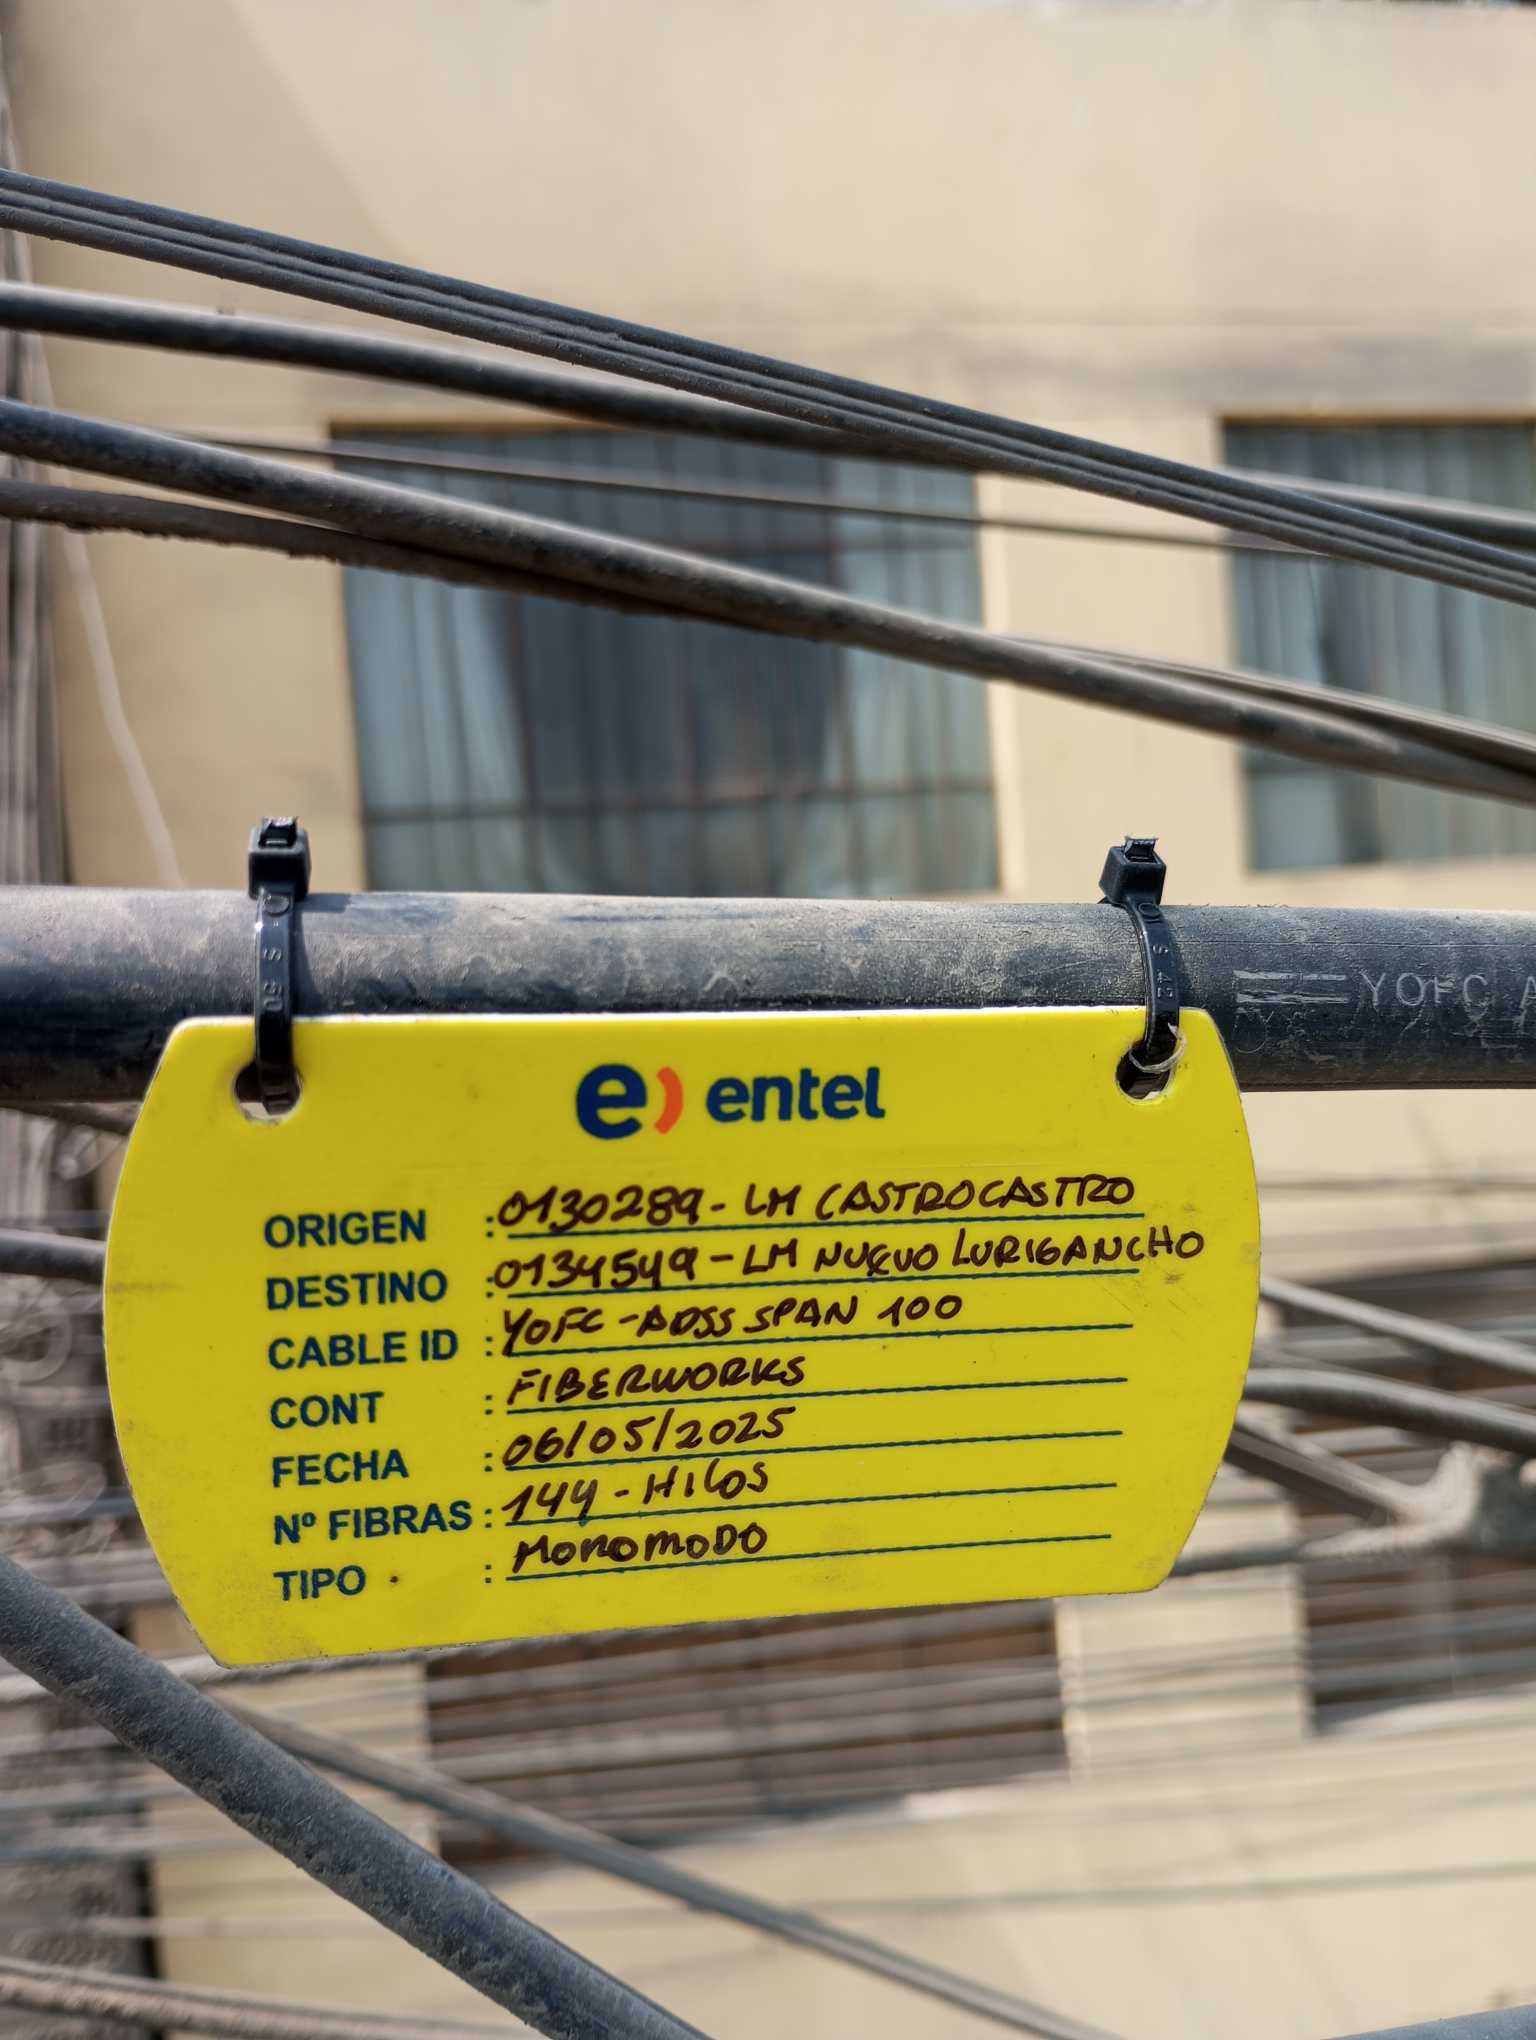 YOFC A
e) entel
ORIGEN : 0130289 - LM CASTROCASTRO
DESTINO : 0134549 - LM NUEVO LURIGANCHO
CABLE ID : YOFC - ADSS SPAN 100
CONT : FIBERWORKS
FECHA : 06/05/2025
Nº FIBRAS : 144 - HILOS
TIPO : MONOMODO